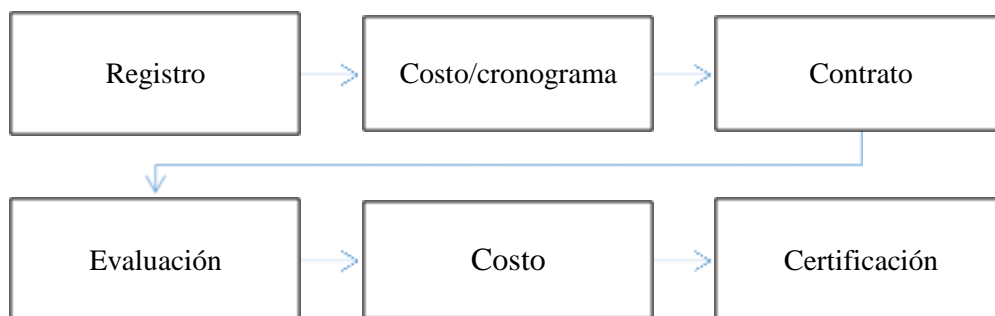 Registro
Costo/cronograma
Contrato
Evaluación
Costo
Certificación